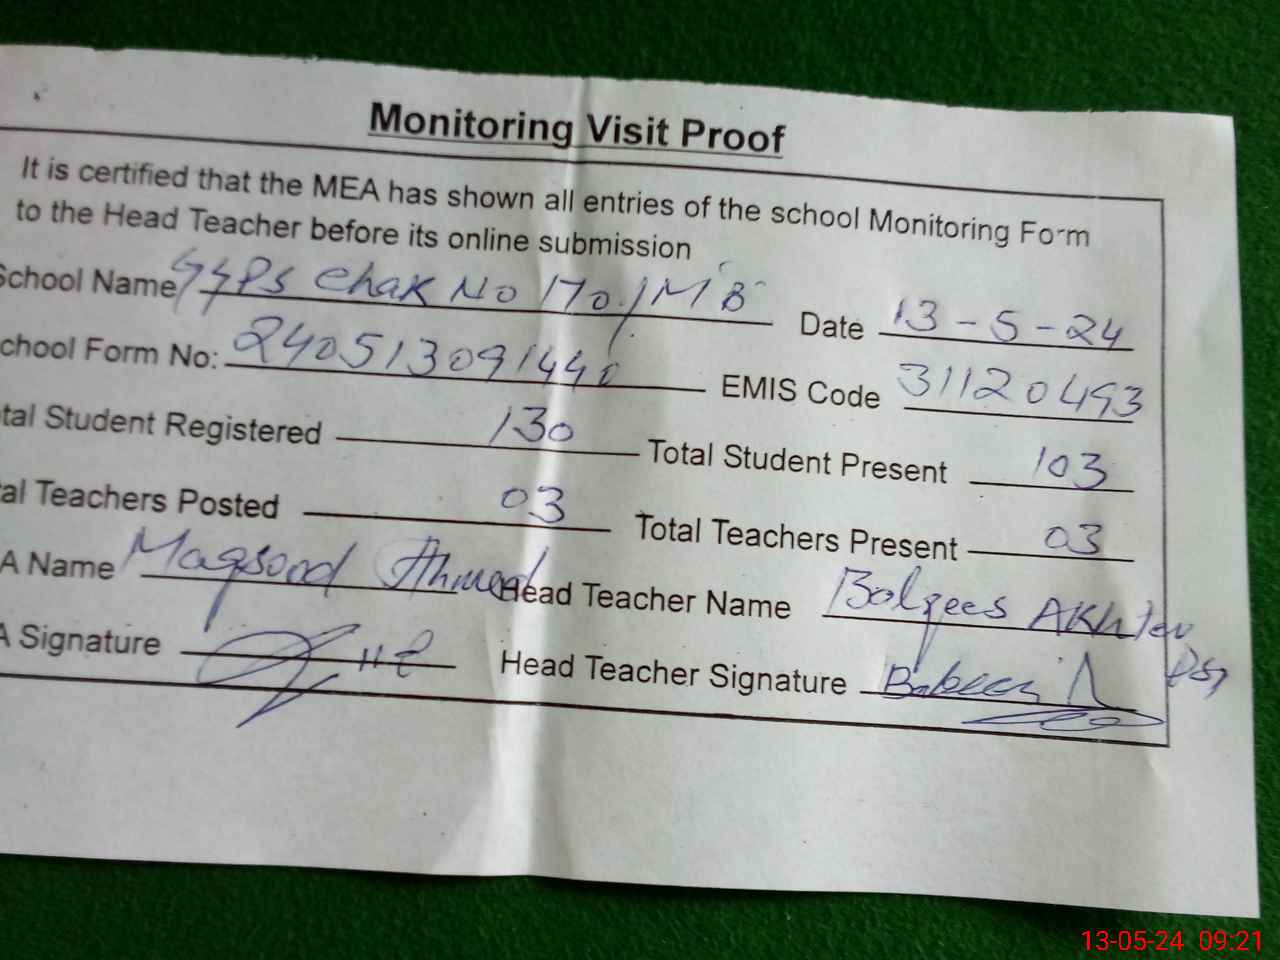 Monitoring Visit Proof
It is certified that the MEA has shown all entries of the school Monitoring Form
to the Head Teacher before its online submission
School Name GGPS Chak No 170/MB Date 13-5-24
chool Form No: 240513091440 EMIS Code 31120493
tal Student Registered 130 Total Student Present 103
al Teachers Posted 03 Total Teachers Present 03
A Name Maqsood Ahmed Head Teacher Name Balqees Akhter
A Signature Head Teacher Signature
13-05-24 09:21